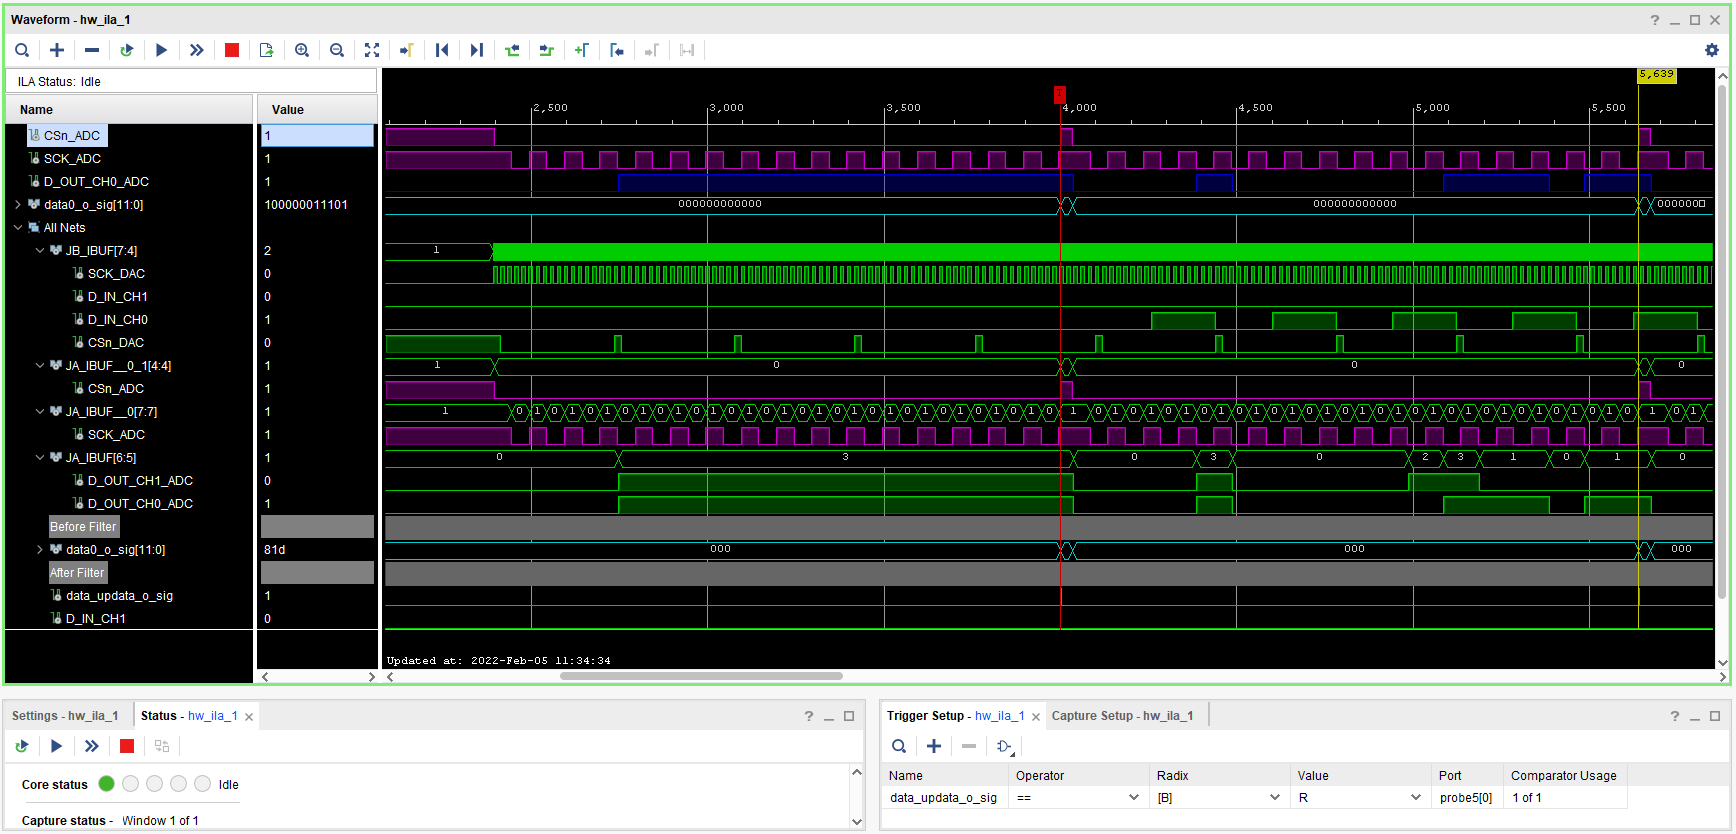 Waveform - hw_ila_1
ILA Status: Idle
Name Value
5,639
T
2,500 3,000 3,500 4,000 4,500 5,000 5,500
CSn_ADC 1
SCK_ADC 1
D_OUT_CH0_ADC 1
data0_o_sig[11:0] 100000011101 000000000000 000000000000 0000000
All Nets
JB_IBUF[7:4] 2 1
SCK_DAC 0
D_IN_CH1 0
D_IN_CH0 1
CSn_DAC 0
JA_IBUF__0_1[4:4] 1 1 0 0 0
CSn_ADC 1
JA_IBUF__0[7:7] 1 1 0 1 0 1 0 1 0 1 0 1 0 1 0 1 0 1 0 1 0 1 0 1 0 1 0 1 0 1 0 1 0 1 0 1 0 1 0 1 0 1 0 1 0 1 0 1 0 1 0 1 0 1 0 1 0 1 0 1 0 1 0 1 0 1 0 1
SCK_ADC 1
JA_IBUF[6:5] 1 0 3 0 3 0 2 3 1 0 1 0
D_OUT_CH1_ADC 0
D_OUT_CH0_ADC 1
Before Filter
data0_o_sig[11:0] 81d 000 000 000
After Filter
data_updata_o_sig 1
D_IN_CH1 0
Updated at: 2022-Feb-05 11:34:34
Settings - hw_ila_1 Status - hw_ila_1
Core status Idle
Capture status - Window 1 of 1
Trigger Setup - hw_ila_1 Capture Setup - hw_ila_1
Name Operator Radix Value Port Comparator Usage
data_updata_o_sig == [B] R probe5[0] 1 of 1